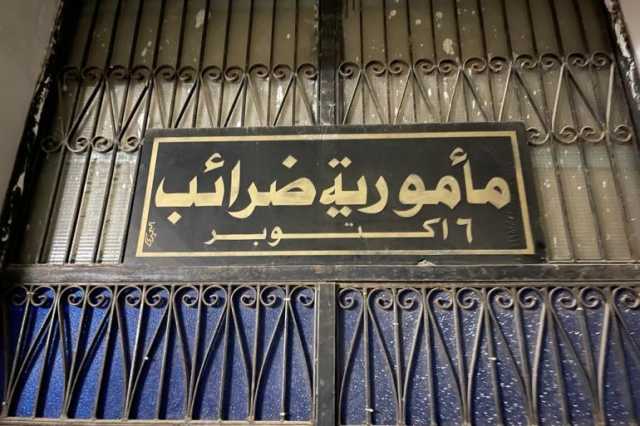 مأمورية ضرائب
٦ اكتوبر